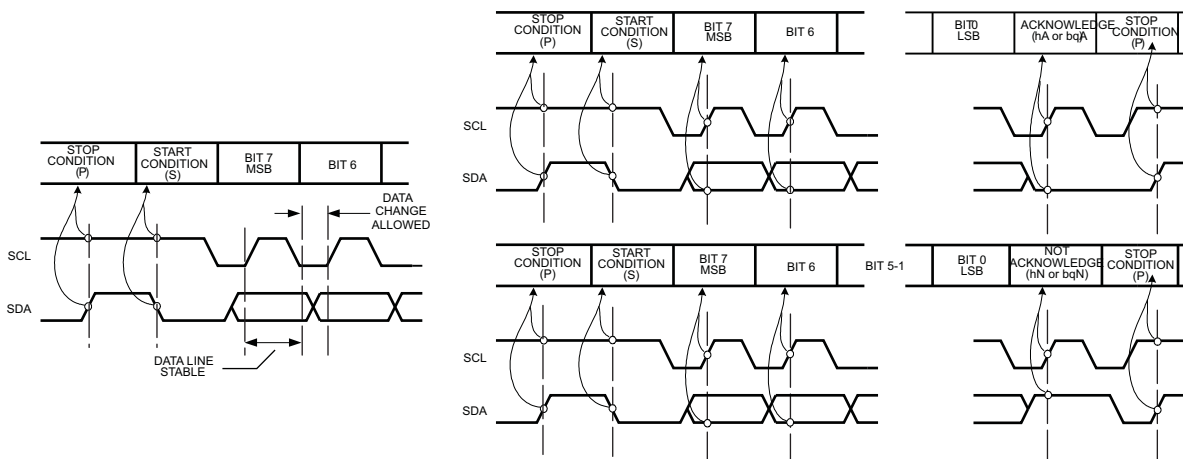 STOP
CONDITION
(P)
START
CONDITION
(S)
BIT 7
MSB
BIT 6
DATA
CHANGE
ALLOWED
SCL
SDA
DATA LINE
STABLE
STOP
CONDITION
(P)
START
CONDITION
(S)
BIT 7
MSB
BIT 6
BIT0
LSB
ACKNOWLEDGE
(hA or bqA
STOP
CONDITION
(P)
SCL
SDA
STOP
CONDITION
(P)
START
CONDITION
(S)
BIT 7
MSB
BIT 6
BIT 5-1
BIT 0
LSB
NOT
ACKNOWLEDGE
(hN or bqN)
STOP
CONDITION
(P)
SCL
SDA